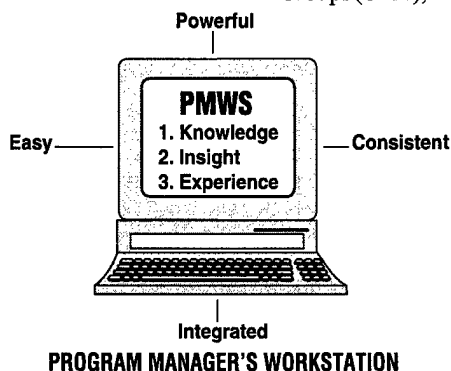 Powerful
PMWS
1. Knowledge
2. Insight
3. Experience
Easy
Consistent
Integrated
PROGRAM MANAGER'S WORKSTATION